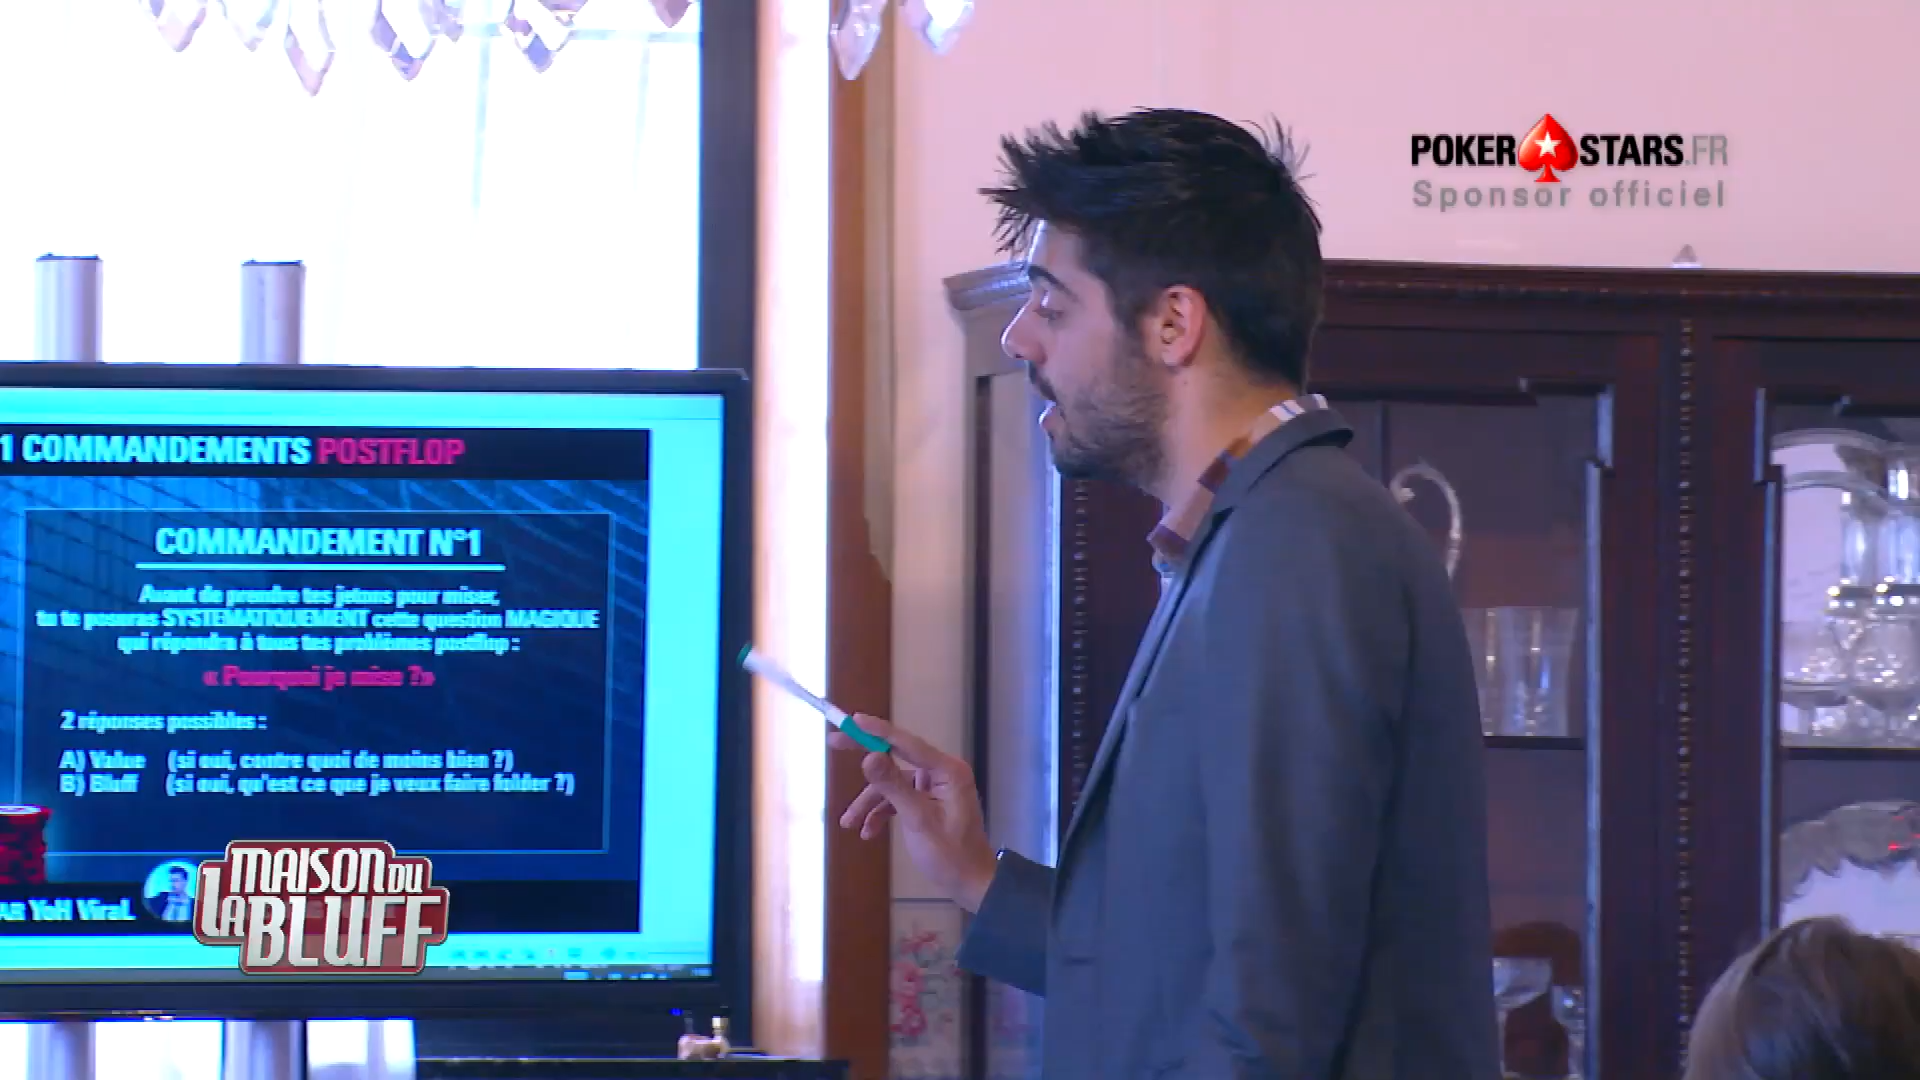 POKER STARS.FR
Sponsor officiel
1 COMMANDEMENTS POSTFLOP
COMMANDEMENT N°1
Avant de prendre tes jetons pour miser,
tu te poseras SYSTEMATIQUEMENT cette question MAGIQUE
qui répondra à tous tes problèmes postflop :
« Pourquoi je mise ?»
2 réponses possibles :
A) Value (si oui, contre quoi de moins bien ?)
B) Bluff (si oui, qu'est ce que je veux faire folder ?)
AR YoH ViraL
LA MAISON DU BLUFF